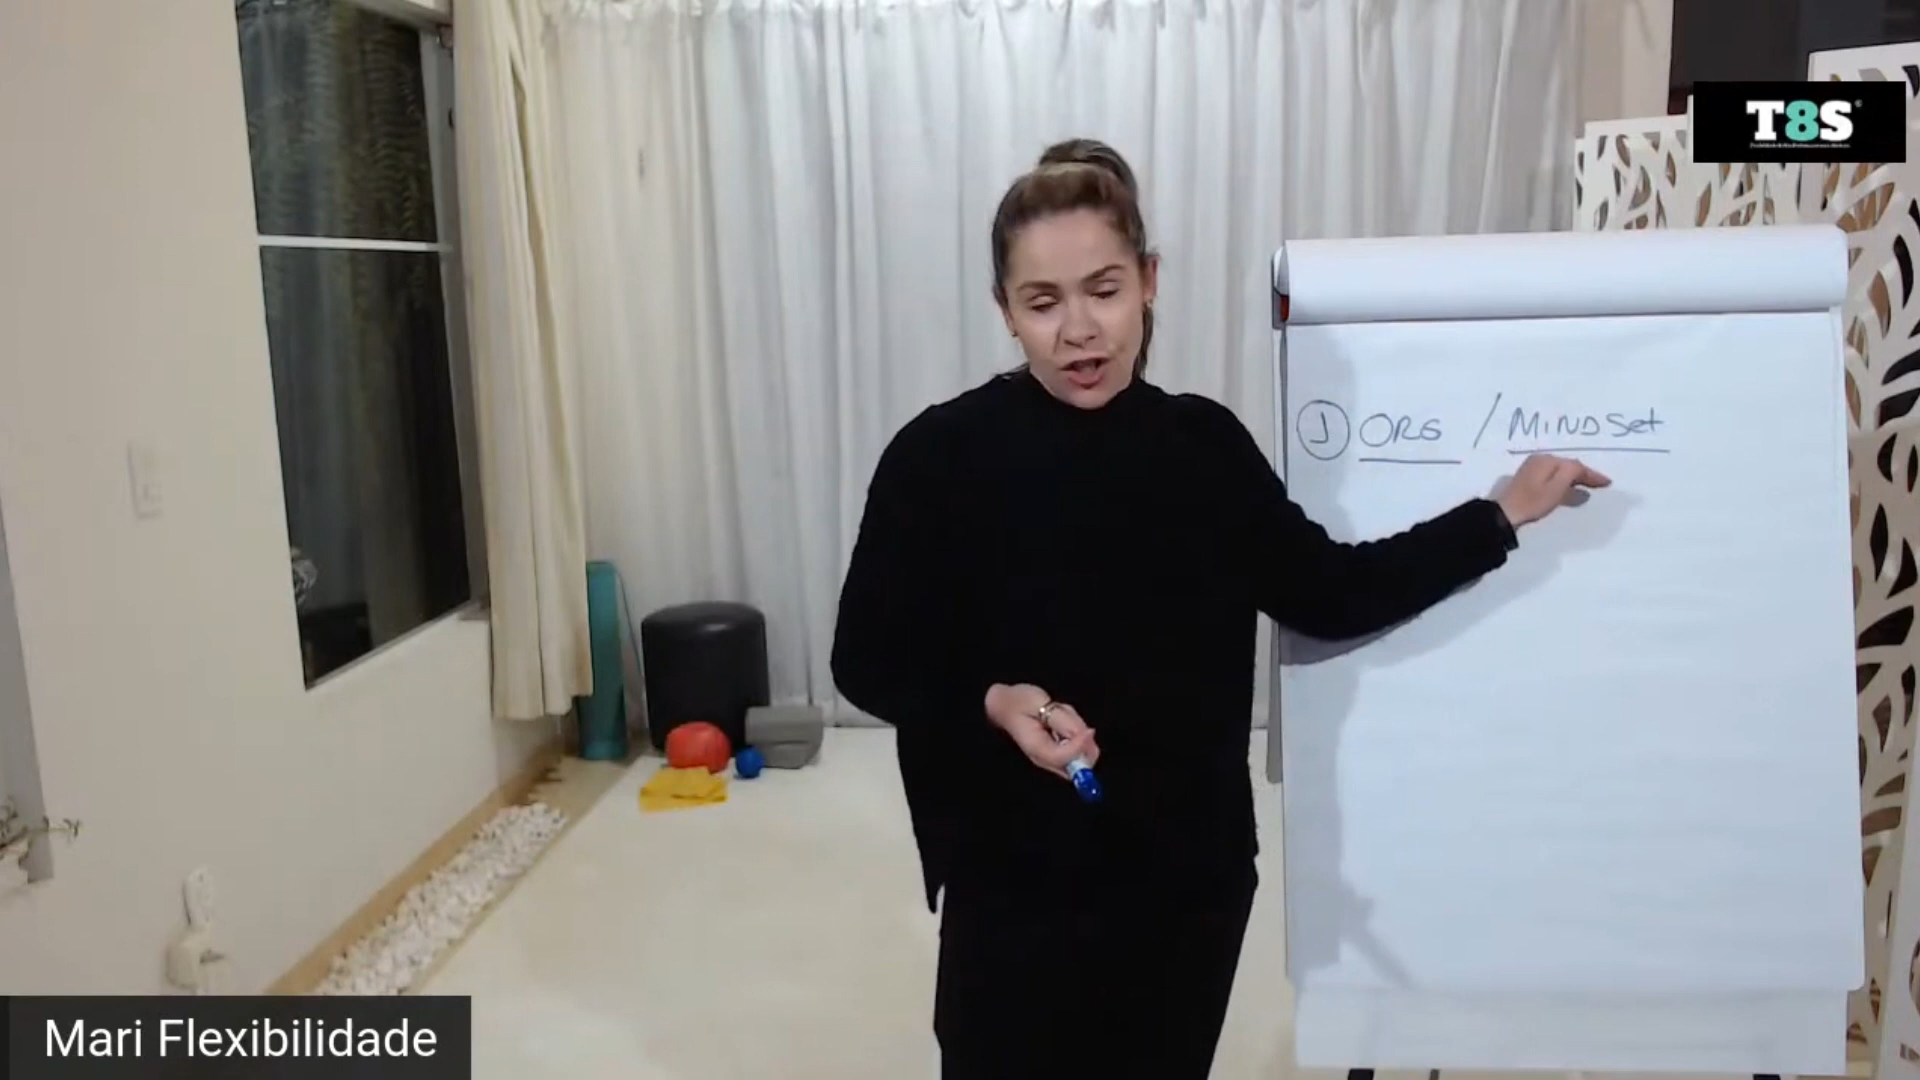 T8S
① ORG / MINDSet
Mari Flexibilidade